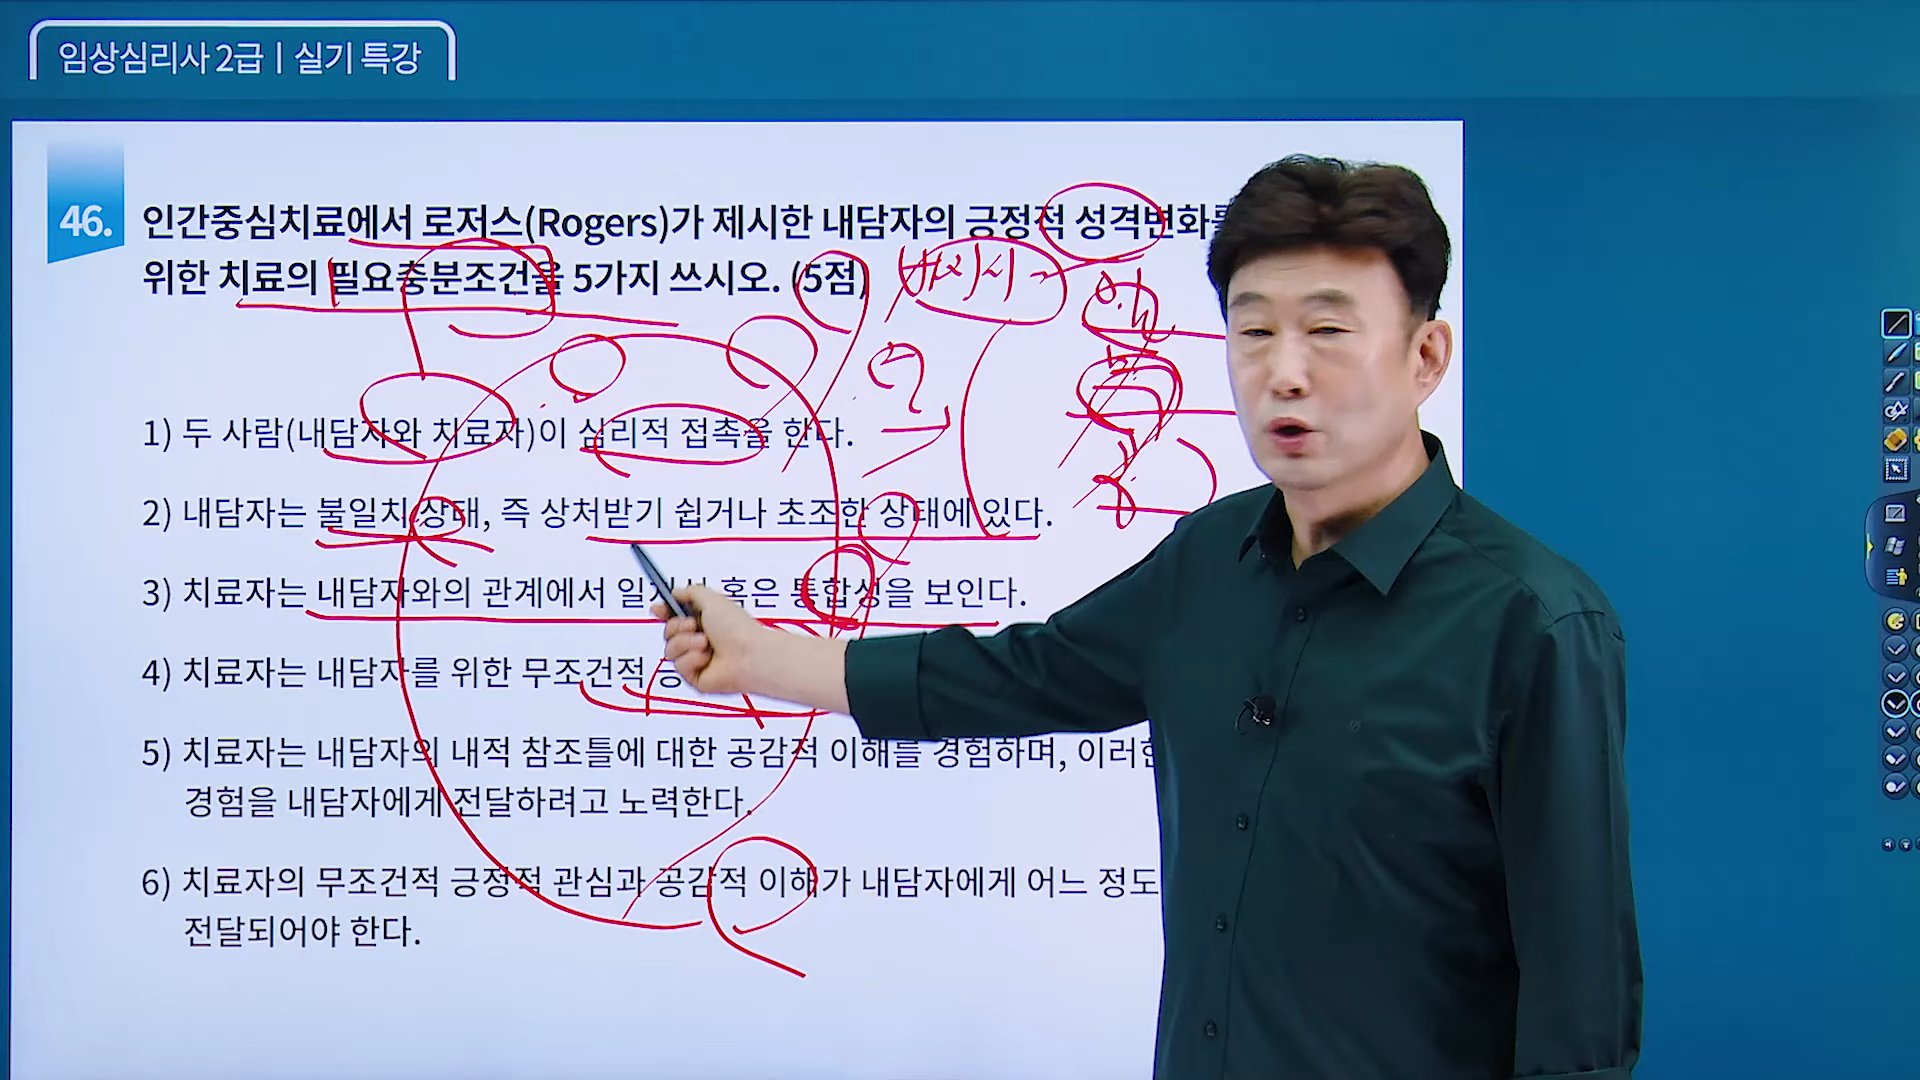 임상심리사 2급 | 실기 특강
46. 인간중심치료에서 로저스(Rogers)가 제시한 내담자의 긍정적 성격변화를
위한 치료의 필요충분조건을 5가지 쓰시오. (5점)
1) 두 사람(내담자와 치료자)이 심리적 접촉을 한다.
2) 내담자는 불일치 상태, 즉 상처받기 쉽거나 초조한 상태에 있다.
3) 치료자는 내담자와의 관계에서 일치성 혹은 통합성을 보인다.
4) 치료자는 내담자를 위한 무조건적
5) 치료자는 내담자의 내적 참조틀에 대한 공감적 이해를 경험하며, 이러한
경험을 내담자에게 전달하려고 노력한다.
6) 치료자의 무조건적 긍정적 관심과 공감적 이해가 내담자에게 어느 정도
전달되어야 한다.